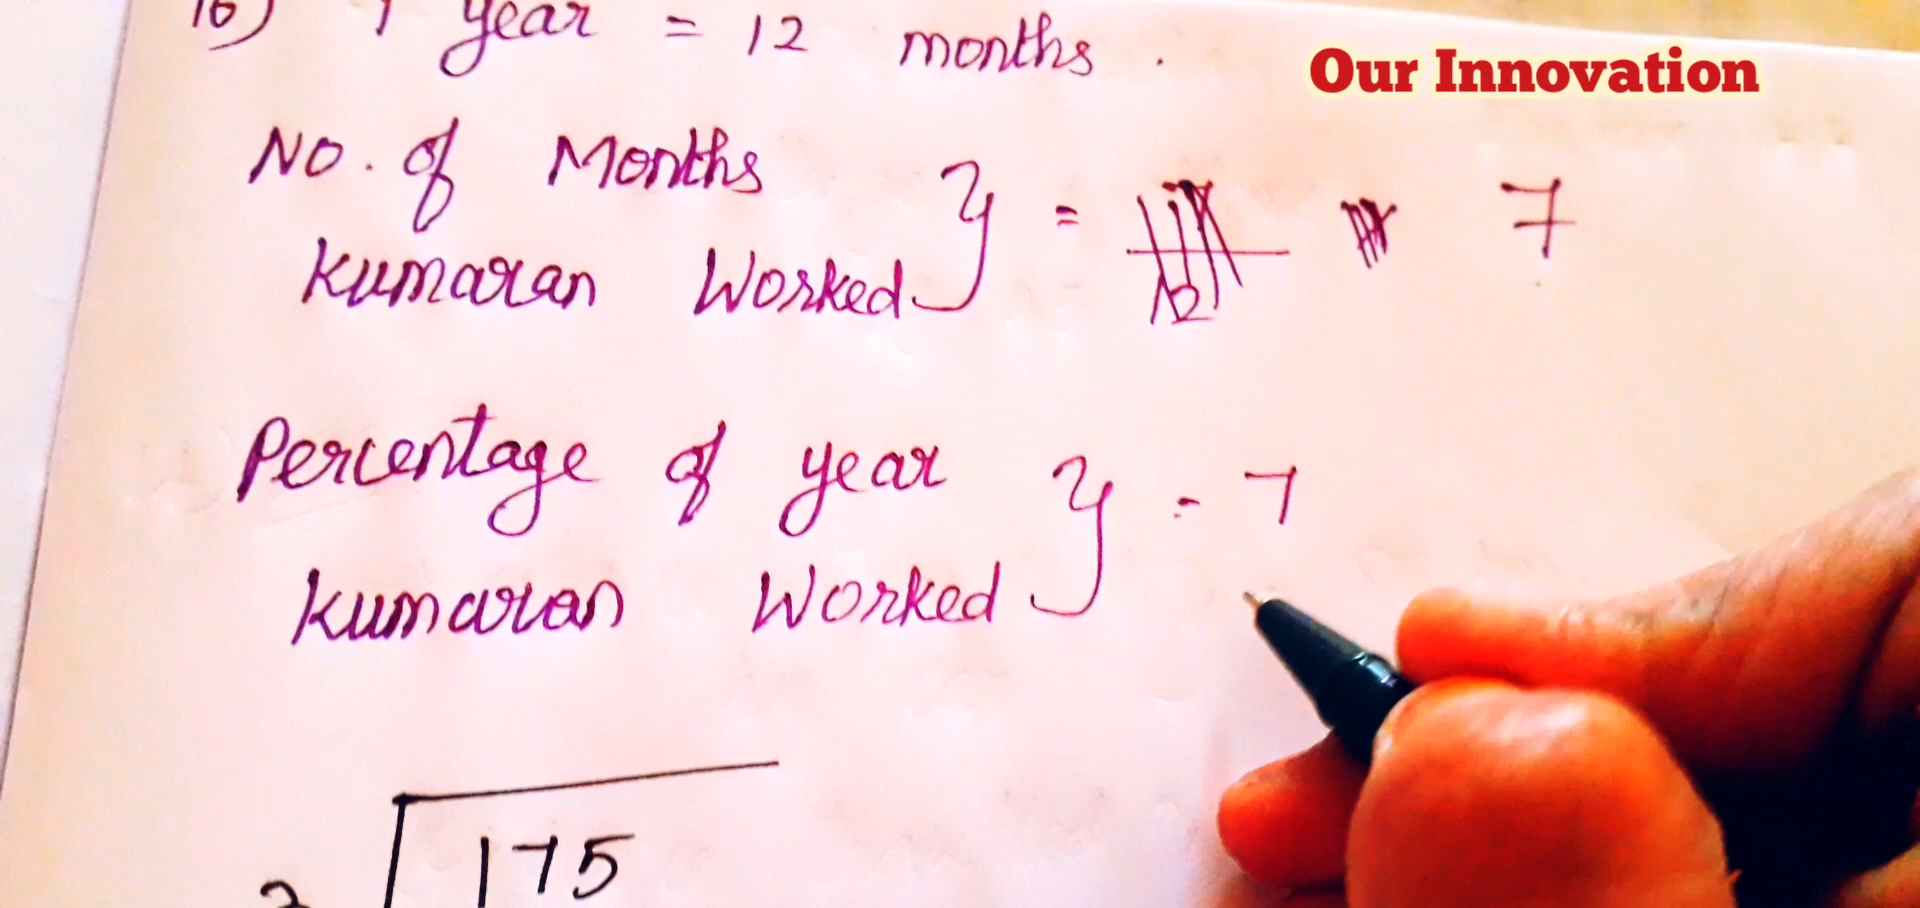 16) 1 year = 12 months.
Our Innovation
No. of Months
Kumaran Worked } = 7
Percentage of year
Kumaran Worked } = 7
175